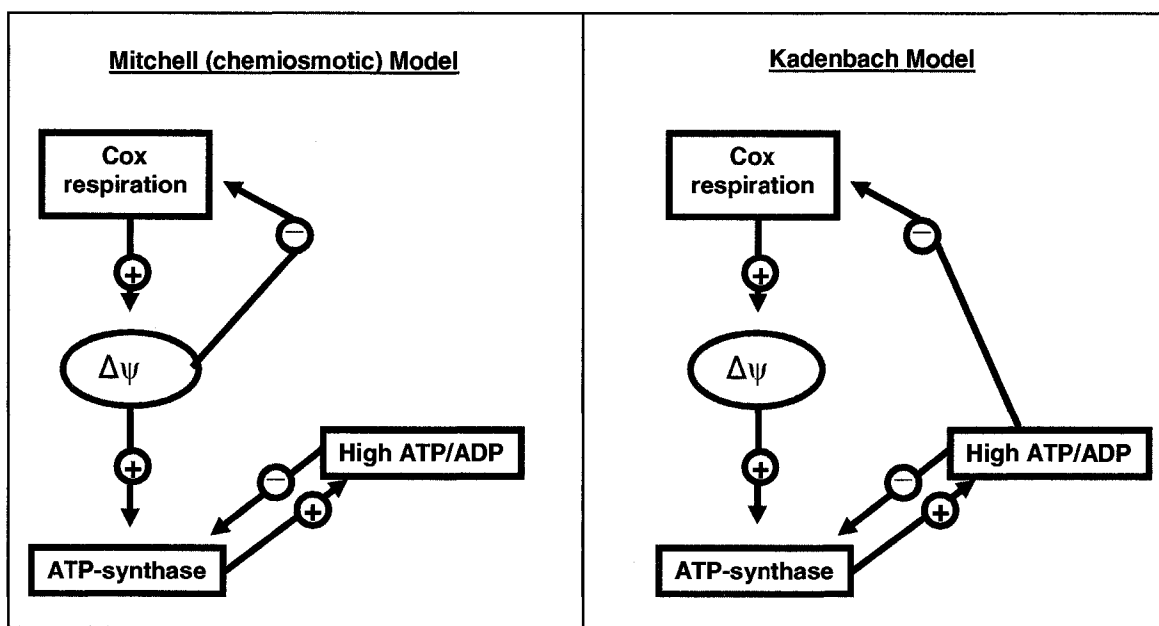 Mitchell (chemiosmotic) Model
Cox
respiration
−
+
Δψ
+
High ATP/ADP
−
+
ATP-synthase
Kadenbach Model
Cox
respiration
−
+
Δψ
+
High ATP/ADP
−
+
ATP-synthase